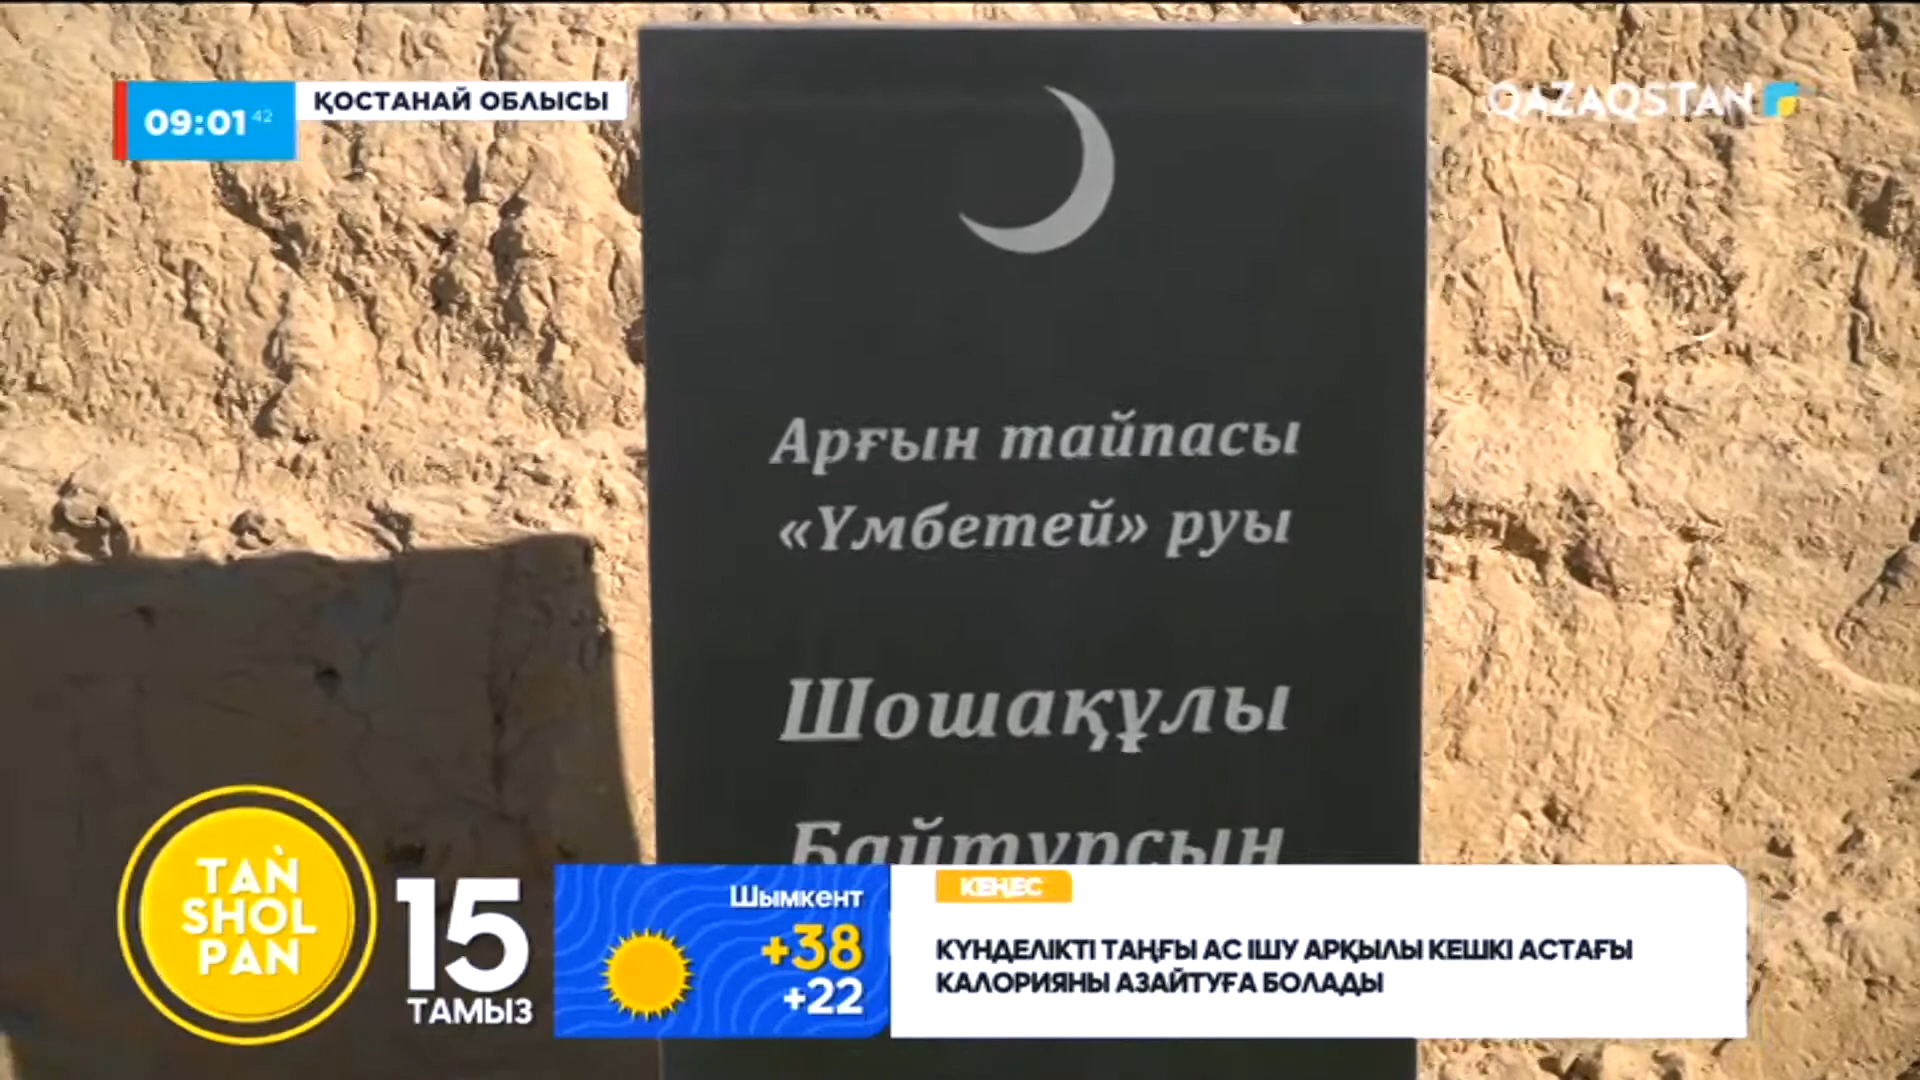 09:01 42
ҚОСТАНАЙ ОБЛЫСЫ
QAZAQSTAN
Арғын тайпасы
«Үмбетей» руы
Шошақұлы
Байтұрсын
TAŃ
SHOL
PAN
15
ТАМЫЗ
Шымкент
+38
+22
КЕҢЕС
КҮНДЕЛІКТІ ТАҢҒЫ АС ІШУ АРҚЫЛЫ КЕШКІ АСТАҒЫ
КАЛОРИЯНЫ АЗАЙТУҒА БОЛАДЫ